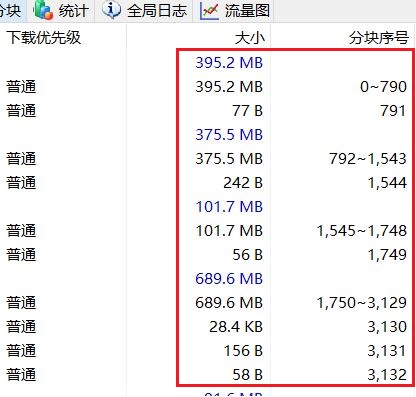 分块 统计 全局日志 流量图
下载优先级 大小 分块序号
395.2 MB
普通 395.2 MB 0~790
普通 77 B 791
375.5 MB
普通 375.5 MB 792~1,543
普通 242 B 1,544
101.7 MB
普通 101.7 MB 1,545~1,748
普通 56 B 1,749
689.6 MB
普通 689.6 MB 1,750~3,129
普通 28.4 KB 3,130
普通 156 B 3,131
普通 58 B 3,132